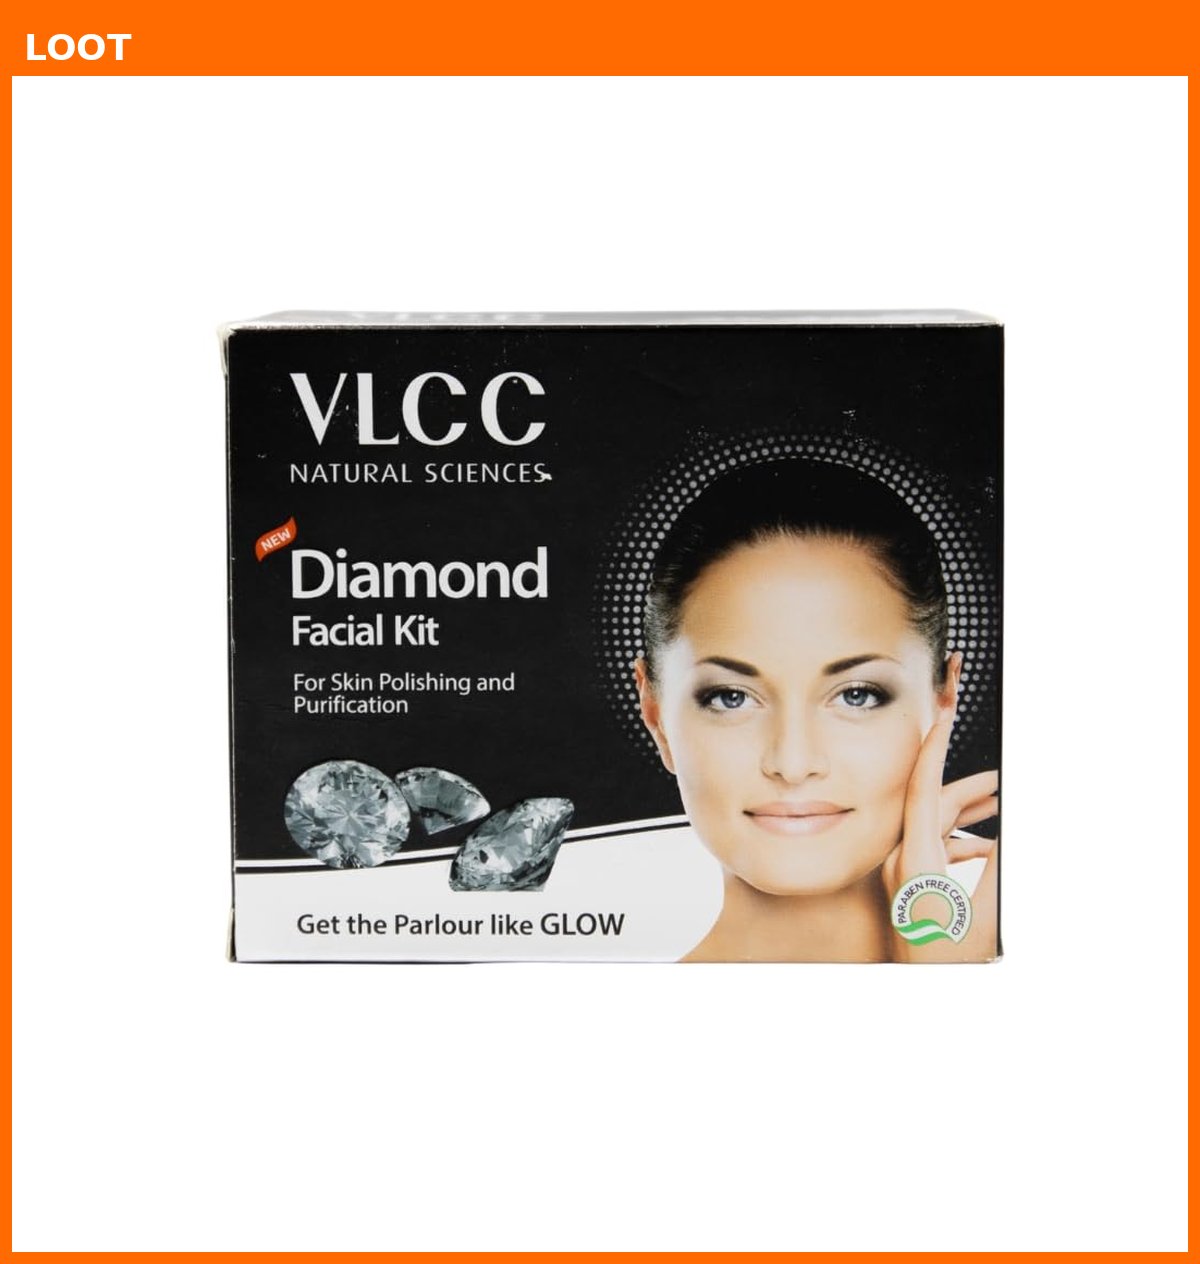 LOOT
VLCC
NATURAL SCIENCES
NEW
Diamond
Facial Kit
For Skin Polishing and
Purification
Get the Parlour like GLOW
PARABEN FREE CERTIFIED